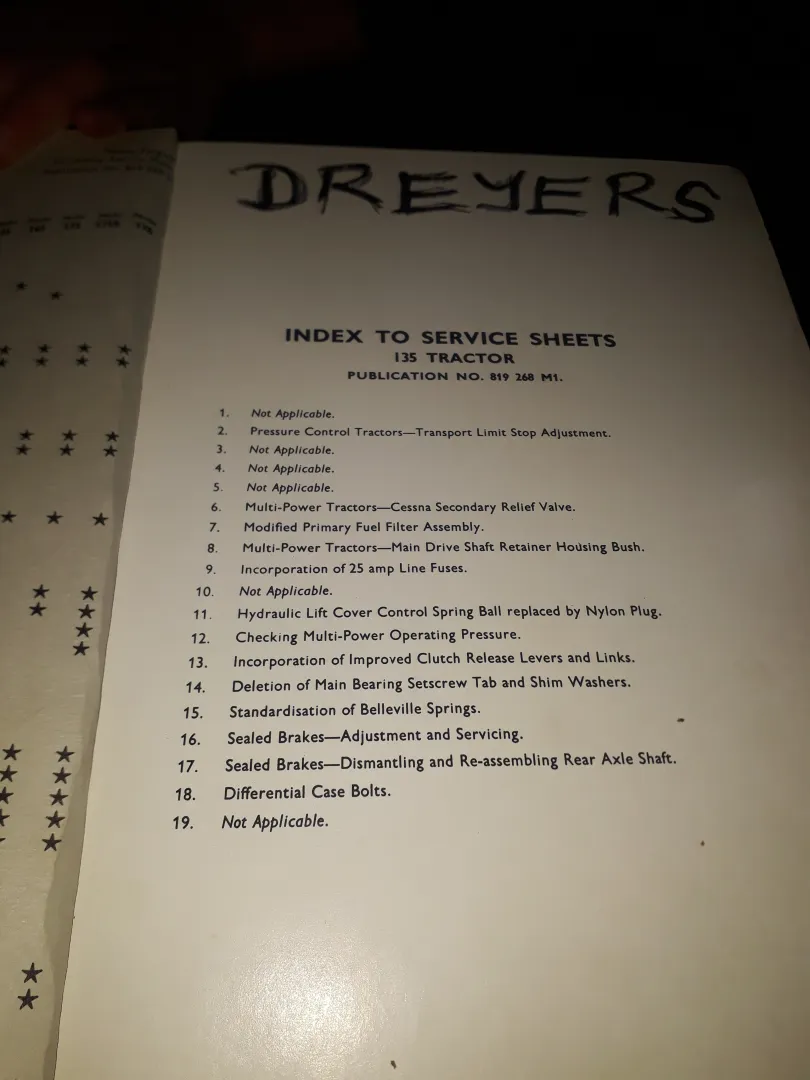 DREYERS
INDEX TO SERVICE SHEETS
135 TRACTOR
PUBLICATION NO. 819 268 M1.
1. Not Applicable.
2. Pressure Control Tractors—Transport Limit Stop Adjustment.
3. Not Applicable.
4. Not Applicable.
5. Not Applicable.
6. Multi-Power Tractors—Cessna Secondary Relief Valve.
7. Modified Primary Fuel Filter Assembly.
8. Multi-Power Tractors—Main Drive Shaft Retainer Housing Bush.
9. Incorporation of 25 amp Line Fuses.
10. Not Applicable.
11. Hydraulic Lift Cover Control Spring Ball replaced by Nylon Plug.
12. Checking Multi-Power Operating Pressure.
13. Incorporation of Improved Clutch Release Levers and Links.
14. Deletion of Main Bearing Setscrew Tab and Shim Washers.
15. Standardisation of Belleville Springs.
16. Sealed Brakes—Adjustment and Servicing.
17. Sealed Brakes—Dismantling and Re-assembling Rear Axle Shaft.
18. Differential Case Bolts.
19. Not Applicable.